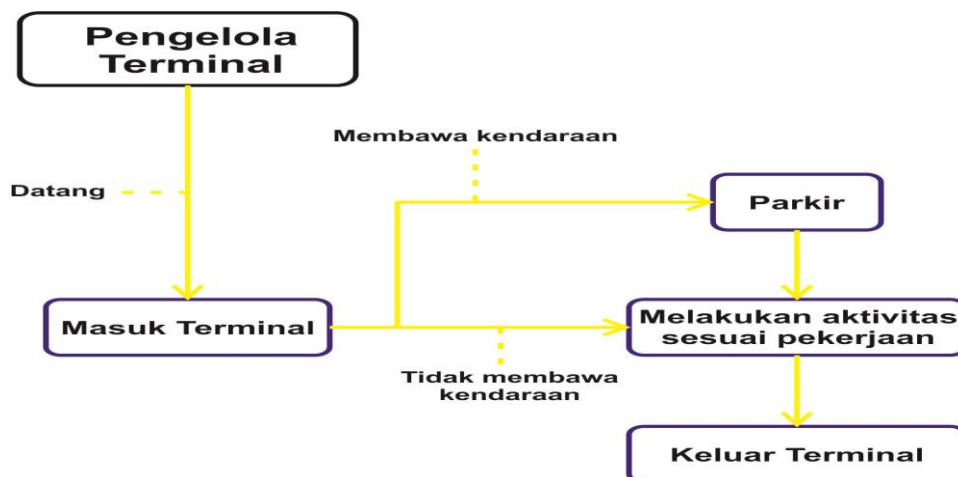 Pengelola
Terminal
Membawa kendaraan
Datang
Parkir
Masuk Terminal
Melakukan aktivitas
sesuai pekerjaan
Tidak membawa
kendaraan
Keluar Terminal